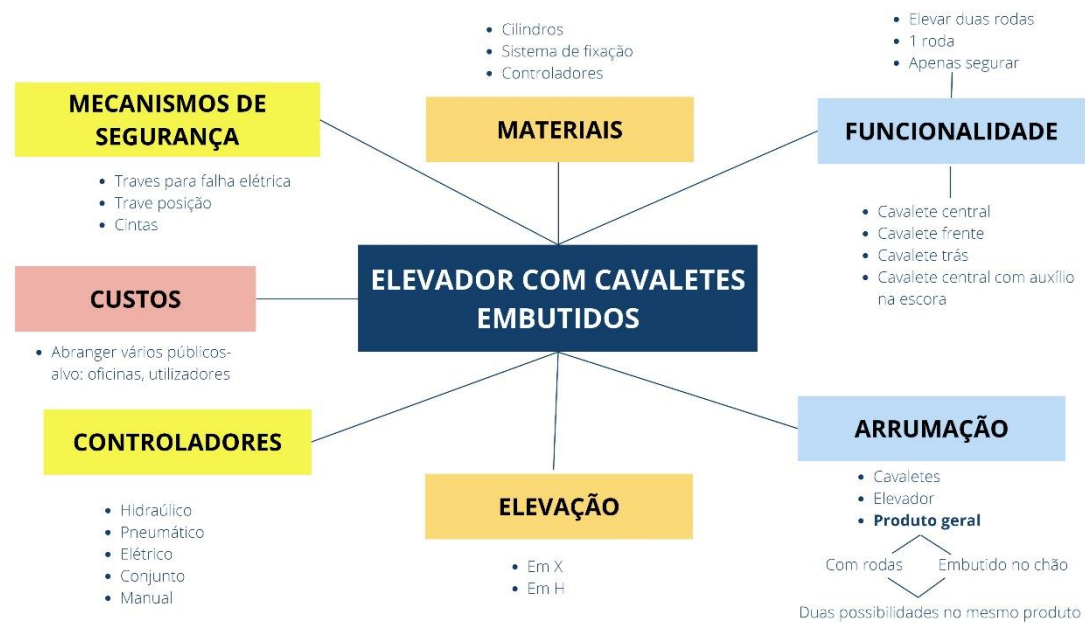 • Cilindros
• Sistema de fixação
• Controladores
• Elevar duas rodas
• 1 roda
• Apenas segurar
MECANISMOS DE
SEGURANÇA
MATERIAIS
FUNCIONALIDADE
• Traves para falha elétrica
• Trave posição
• Cintas
• Cavalete central
• Cavalete frente
• Cavalete trás
• Cavalete central com auxílio
na escora
ELEVADOR COM CAVALETES
EMBUTIDOS
CUSTOS
• Abranger vários públicos-
alvo: oficinas, utilizadores
CONTROLADORES
• Hidraúlico
• Pneumático
• Elétrico
• Conjunto
• Manual
ELEVAÇÃO
• Em X
• Em H
ARRUMAÇÃO
• Cavaletes
• Elevador
• Produto geral
Com rodas
Embutido no chão
Duas possibilidades no mesmo produto